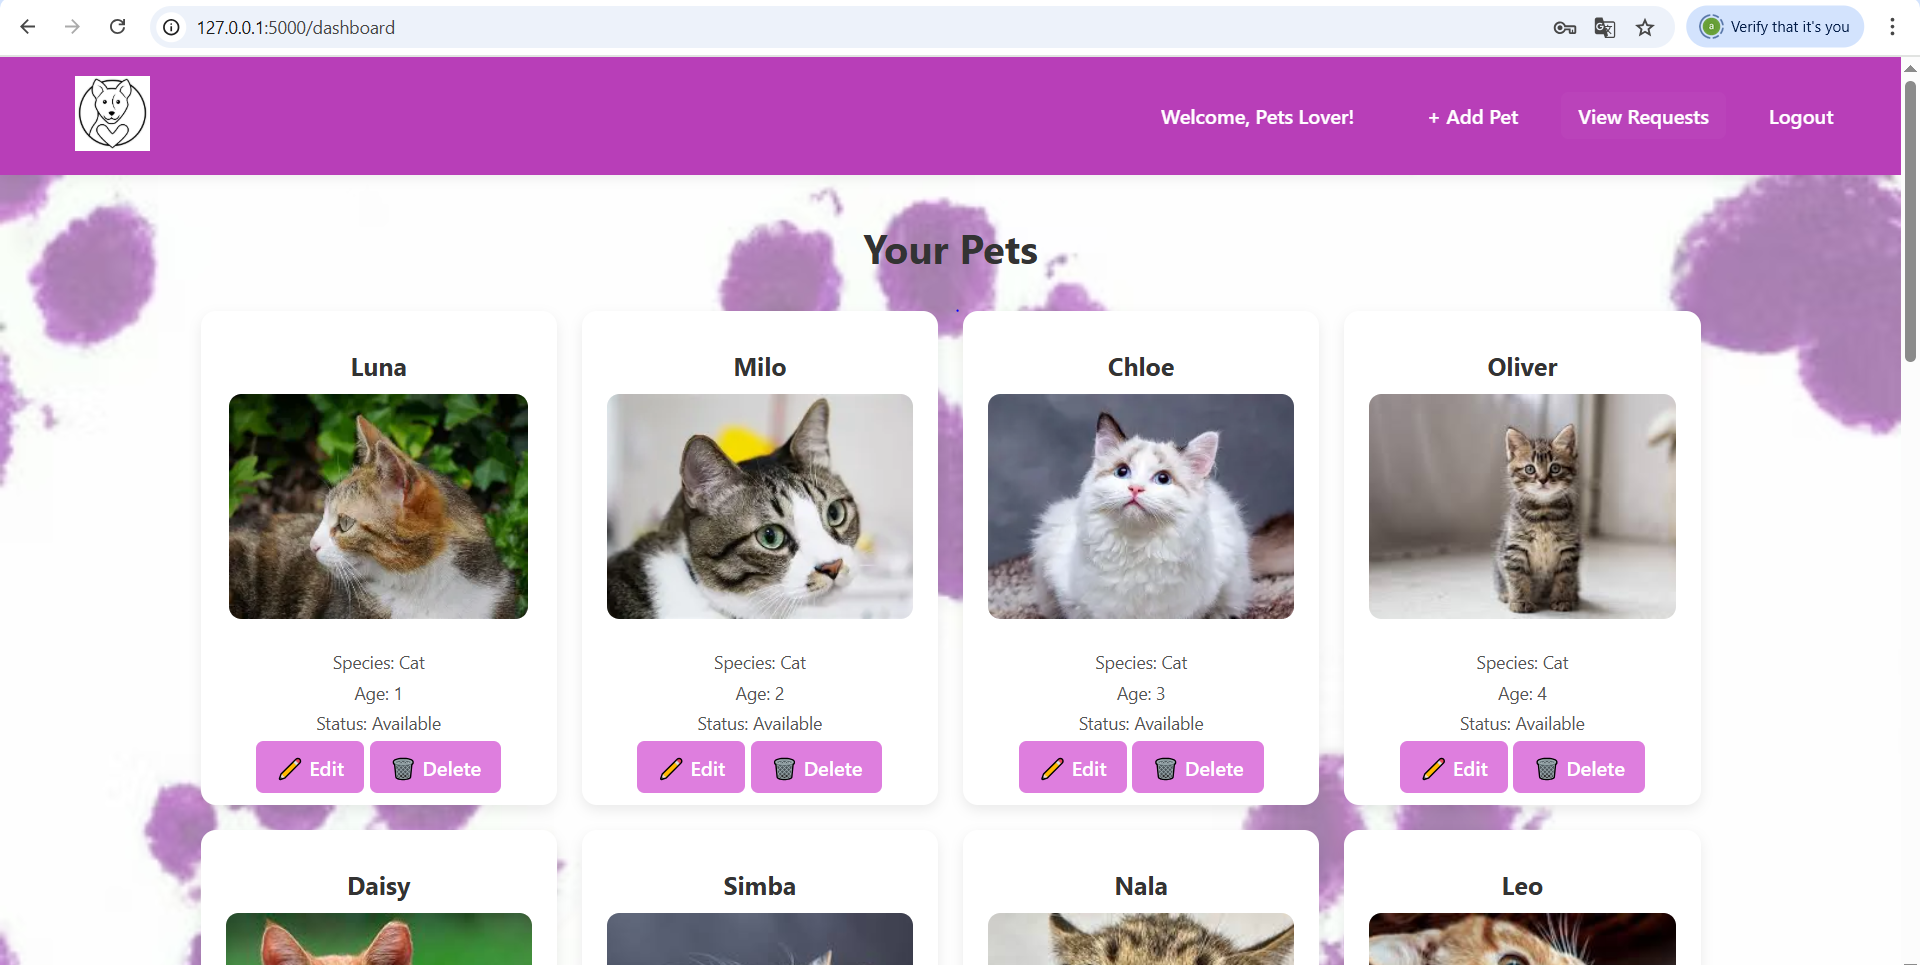 127.0.0.1:5000/dashboard
Verify that it's you
Welcome, Pets Lover!
+ Add Pet
View Requests
Logout
Your Pets
Luna
Milo
Chloe
Oliver
Species: Cat
Age: 1
Status: Available
Edit
Delete
Species: Cat
Age: 2
Status: Available
Edit
Delete
Species: Cat
Age: 3
Status: Available
Edit
Delete
Species: Cat
Age: 4
Status: Available
Edit
Delete
Daisy
Simba
Nala
Leo